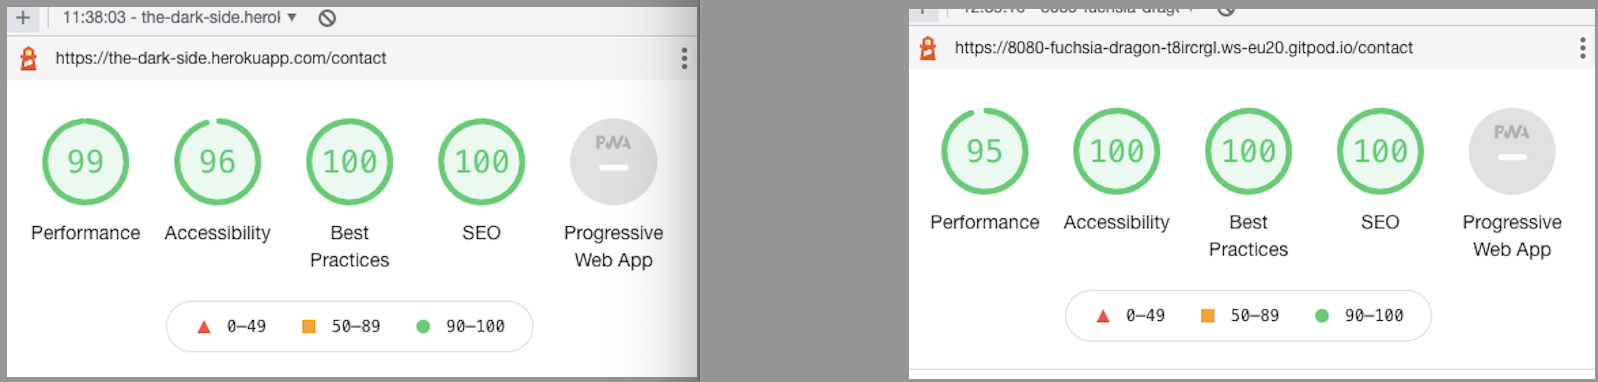 11:38:03 - the-dark-side.herol
https://the-dark-side.herokuapp.com/contact
99
96
100
100
PWA
Performance
Accessibility
Best
Practices
SEO
Progressive
Web App
0–49
50–89
90–100
https://8080-fuchsia-dragon-t8ircrgl.ws-eu20.gitpod.io/contact
95
100
100
100
PWA
Performance
Accessibility
Best
Practices
SEO
Progressive
Web App
0–49
50–89
90–100